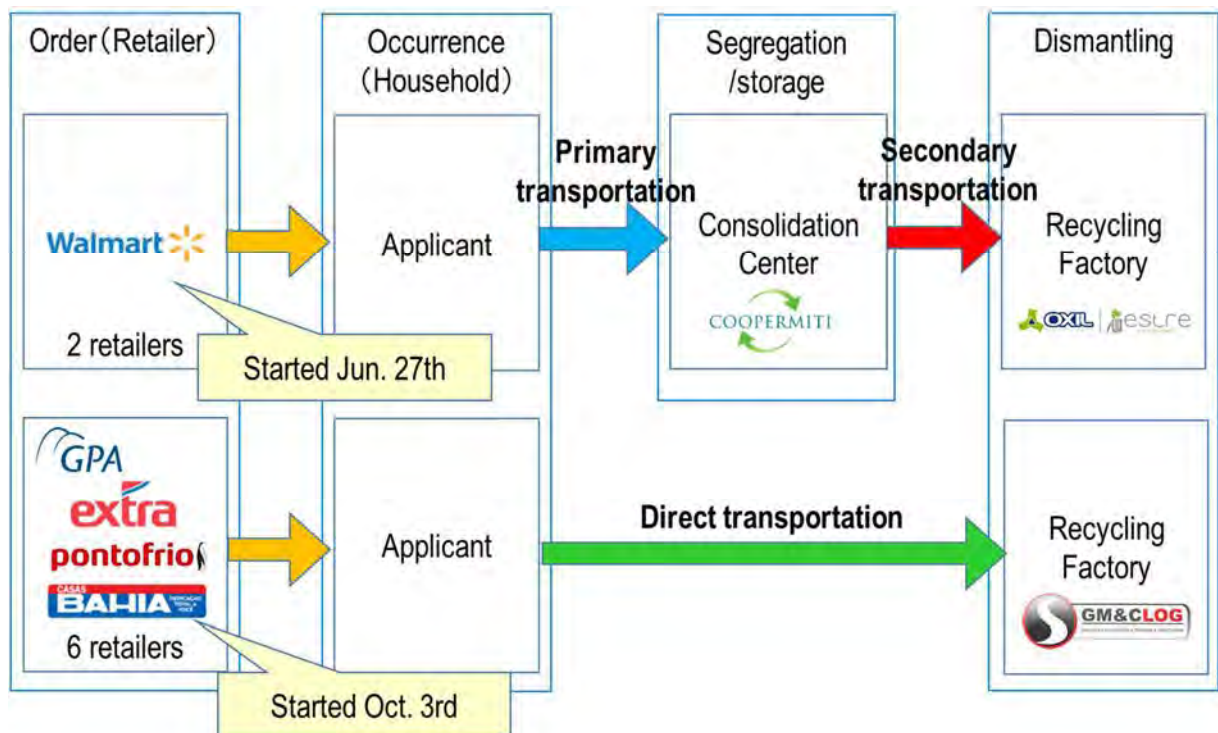 Order（Retailer）
Occurrence
（Household）
Segregation
/storage
Dismantling
Primary
transportation
Secondary
transportation
Walmart
Applicant
Consolidation
Center
COOPERMITI
Recycling
Factory
OXIL
2 retailers
Started Jun. 27th
GPA
extra
pontofrio
CASAS
BAHIA
6 retailers
Applicant
Direct transportation
Recycling
Factory
GM&CLOG
Started Oct. 3rd